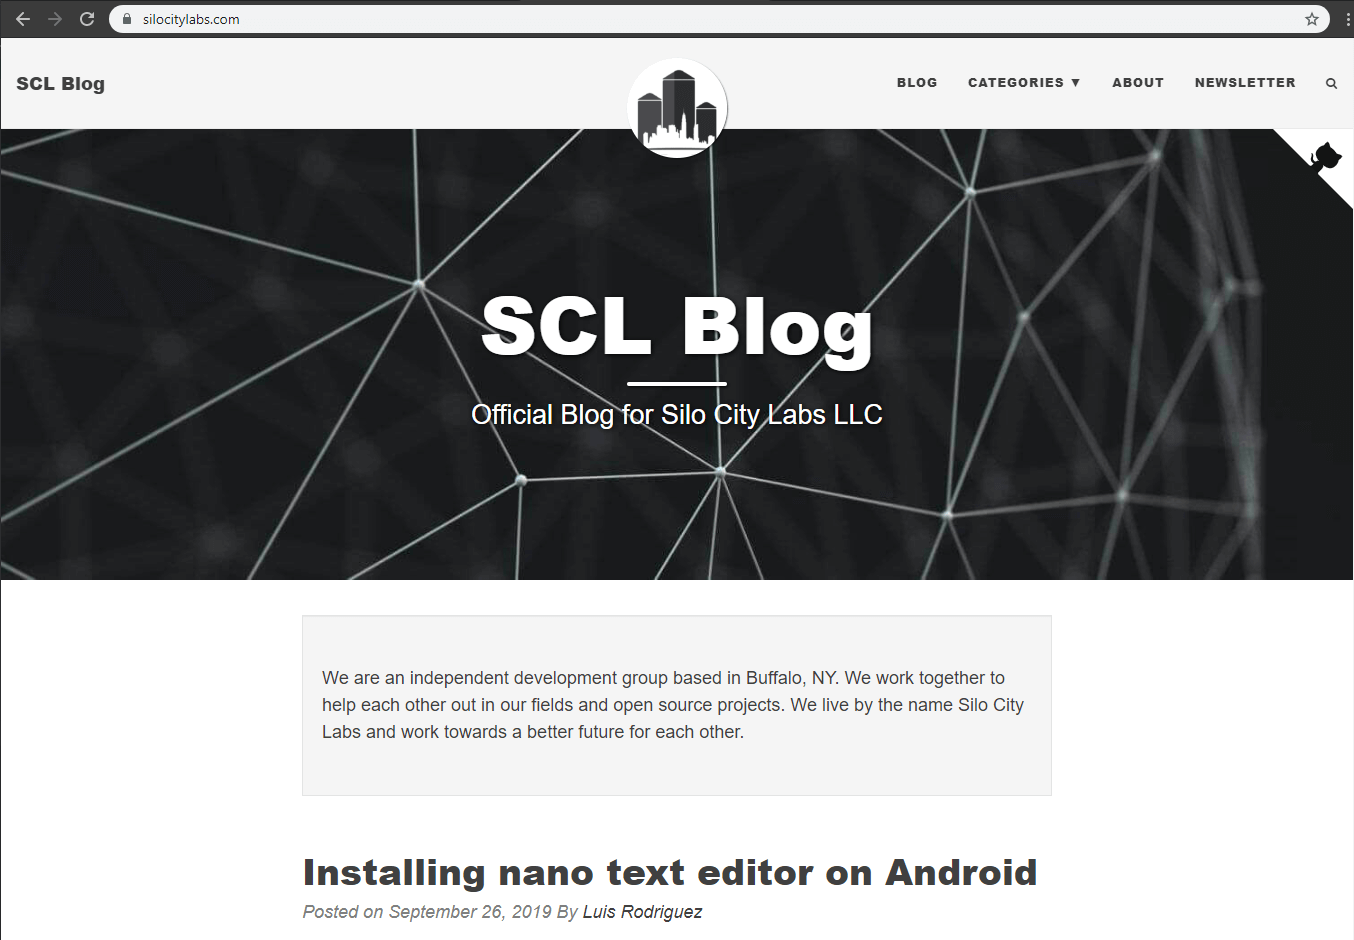 silocitylabs.com
SCL Blog
BLOG CATEGORIES ▼ ABOUT NEWSLETTER
SCL Blog
Official Blog for Silo City Labs LLC
We are an independent development group based in Buffalo, NY. We work together to
help each other out in our fields and open source projects. We live by the name Silo City
Labs and work towards a better future for each other.
Installing nano text editor on Android
Posted on September 26, 2019 By Luis Rodriguez